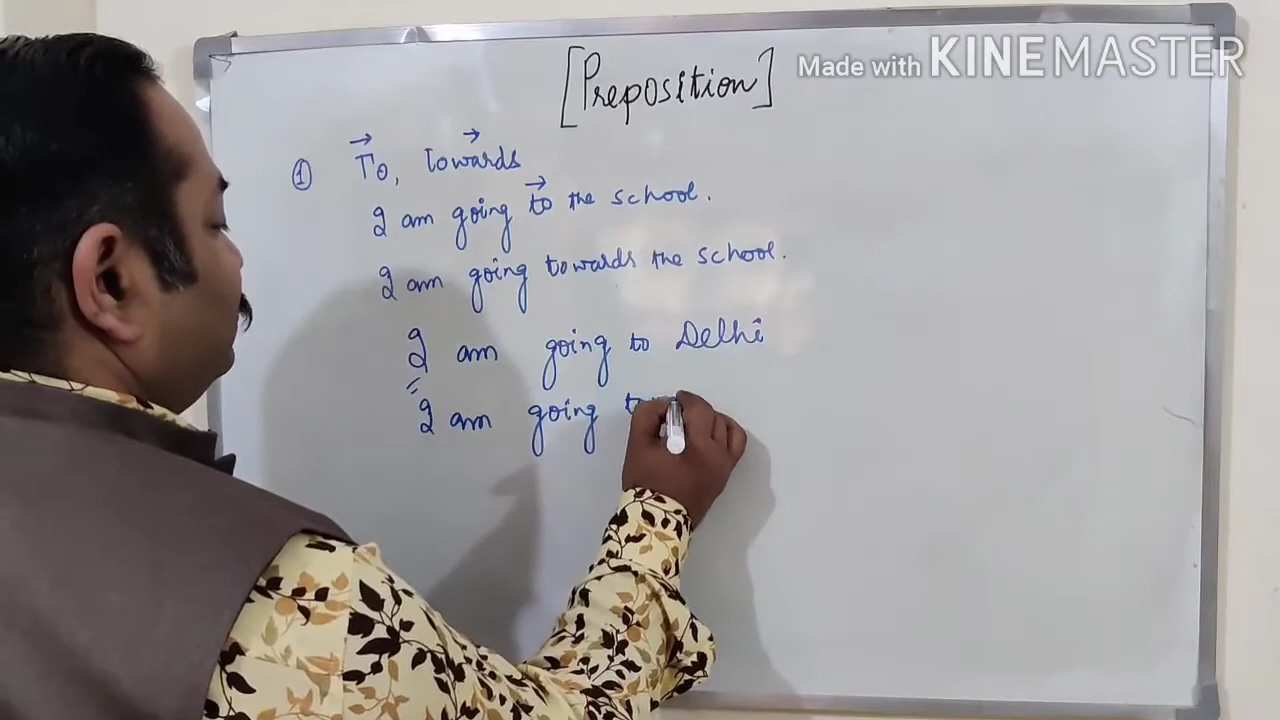 [Preposition]
Made with KINEMASTER
① To, towards
I am going to the school.
I am going towards the school.
I am going to Delhi
I am going